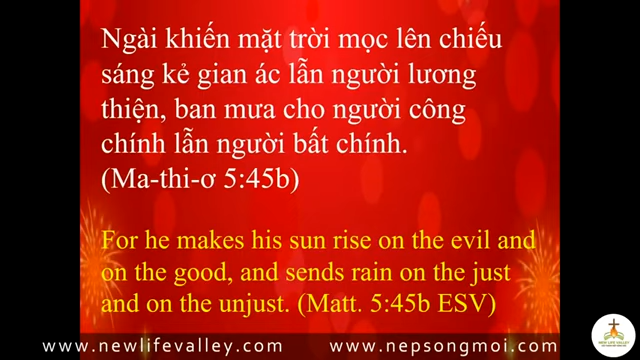 Ngài khiến mặt trời mọc lên chiếu
sáng kẻ gian ác lẫn người lương
thiện, ban mưa cho người công
chính lẫn người bất chính.
(Ma-thi-ơ 5:45b)
For he makes his sun rise on the evil and
on the good, and sends rain on the just
and on the unjust. (Matt. 5:45b ESV)
www.newlifevalley.com www.nepsongmoi.com
NEW LIFE VALLEY